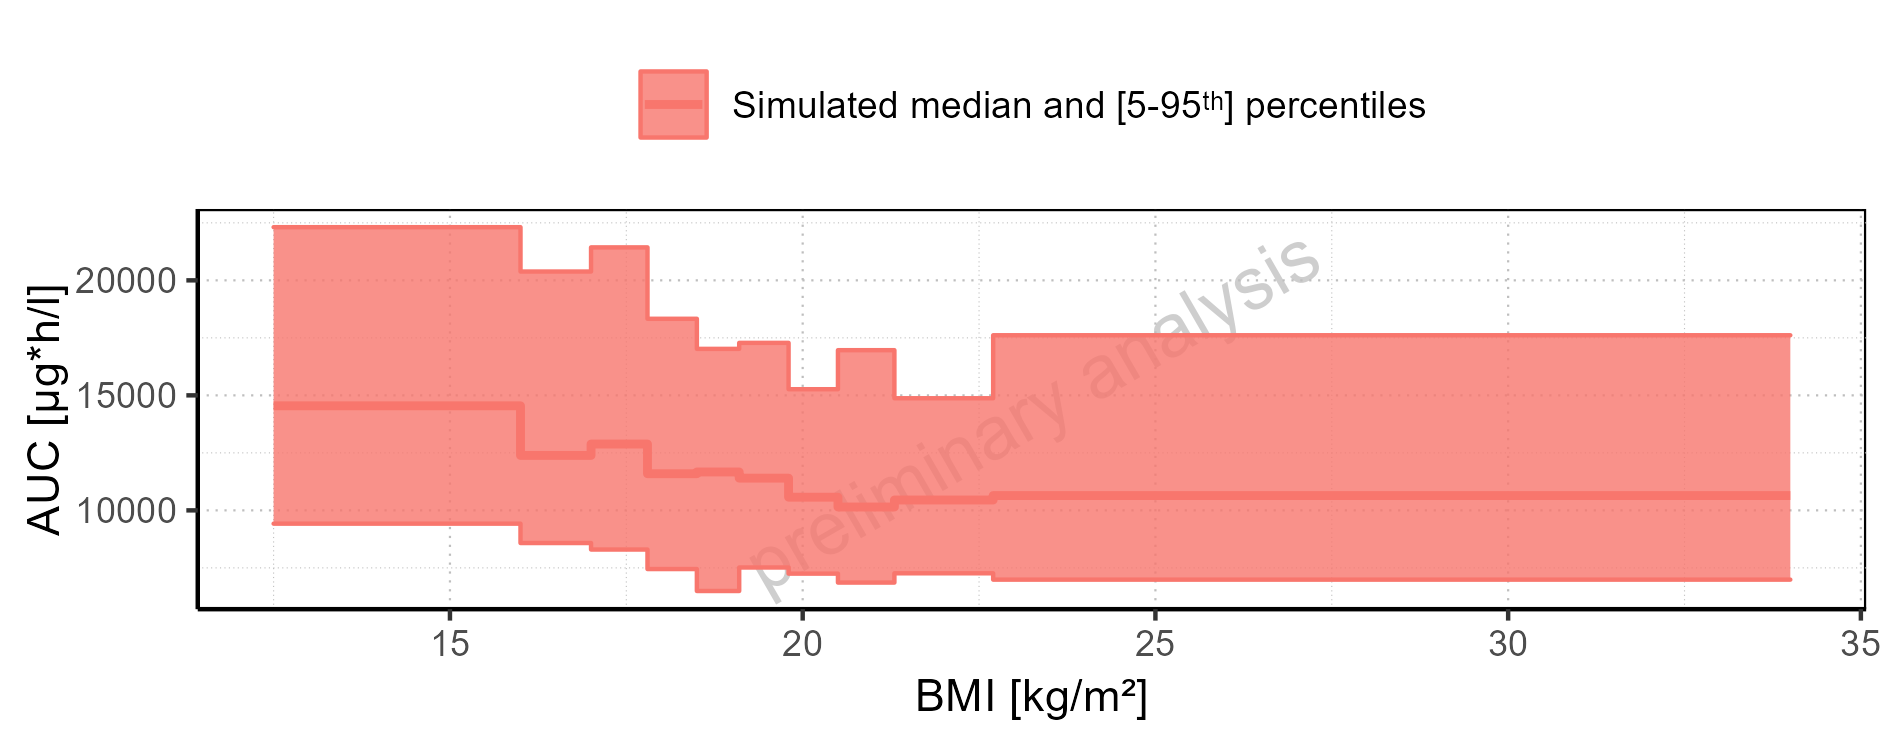 Simulated median and [5-95ᵗʰ] percentiles
AUC [µg*h/l]
20000
15000
10000
preliminary analysis
15 20 25 30 35
BMI [kg/m²]